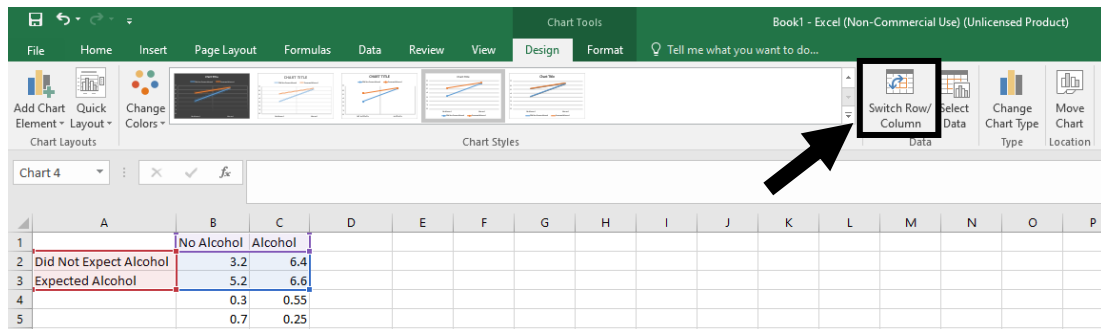 Chart Tools
Book1 - Excel (Non-Commercial Use) (Unlicensed Product)
File Home Insert Page Layout Formulas Data Review View Design Format Tell me what you want to do...
Add Chart Element
Quick Layout
Change Colors
Switch Row/ Column
Select Data
Change Chart Type
Move Chart
Chart Layouts Chart Styles Data Type Location
Chart 4 fx
A B C D E F G H I J K L M N O P
1 No Alcohol Alcohol
2 Did Not Expect Alcohol 3.2 6.4
3 Expected Alcohol 5.2 6.6
4 0.3 0.55
5 0.7 0.25